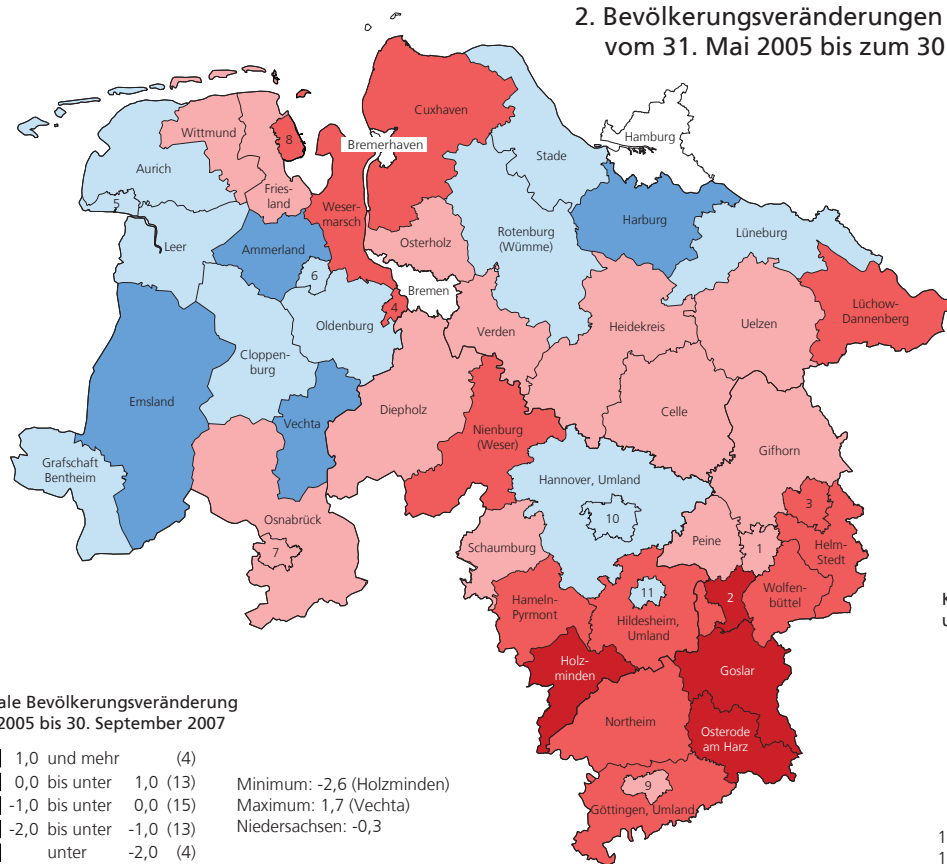 2. Bevölkerungsveränderungen
vom 31. Mai 2005 bis zum 30
Cuxhaven
Hamburg
Wittmund
8
Bremerhaven
Stade
Aurich
Fries-
land
5
Weser-
marsch
Harburg
Lüneburg
Rotenburg
(Wümme)
Osterholz
Leer
Ammerland
6
Bremen
4
Oldenburg
Lüchow-
Dannenberg
Verden
Heidekreis
Uelzen
Cloppen-
burg
Emsland
Diepholz
Celle
Vechta
Nienburg
(Weser)
Gifhorn
Grafschaft
Bentheim
Hannover, Umland
3
10
Osnabrück
7
Schaumburg
Peine
1
Helm-
Stedt
11
2
Wolfen-
büttel
Hameln-
Pyrmont
Hildesheim,
Umland
K
u
Holz-
minden
Goslar
Northeim
Osterode
am Harz
9
Göttingen, Umland
ale Bevölkerungsveränderung
2005 bis 30. September 2007
1,0 und mehr (4)
0,0 bis unter 1,0 (13)
-1,0 bis unter 0,0 (15)
-2,0 bis unter -1,0 (13)
unter -2,0 (4)
Minimum: -2,6 (Holzminden)
Maximum: 1,7 (Vechta)
Niedersachsen: -0,3
1
1